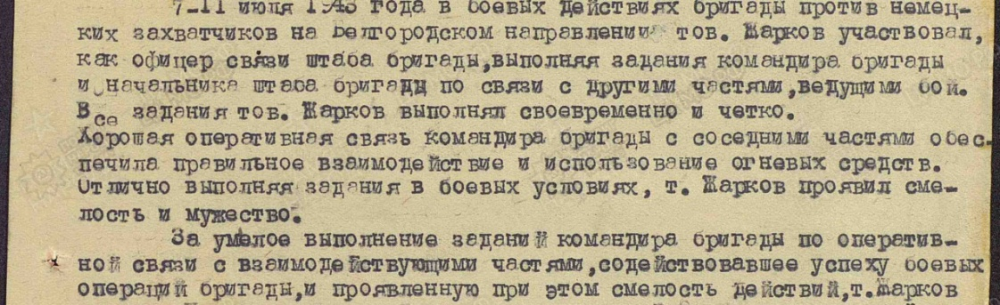 7-11 июля 1943 года в боевых действиях бригады против немец-
ких захватчиков на Белгородском направлении тов. Жарков участвовал,
как офицер связи штаба бригады,выполняя задания командира бригады
и начальника штаба бригады по связи с другими частями,ведущими бои.
Все задания тов. Жарков выполнял своевременно и четко.
Хорошая оперативная связь командира бригады с соседними частями обес-
печила правильное взаимодействие и использование огневых средств.
Отлично выполняя задания в боевых условиях, т. Жарков проявил сме-
лость и мужество.
За умелое выполнение заданий командира бригады по оператив-
ной связи с взаимодействующими частями,содействовавшее успеху боевых
операций бригады,и проявленную при этом смелость действий,т.Жарков